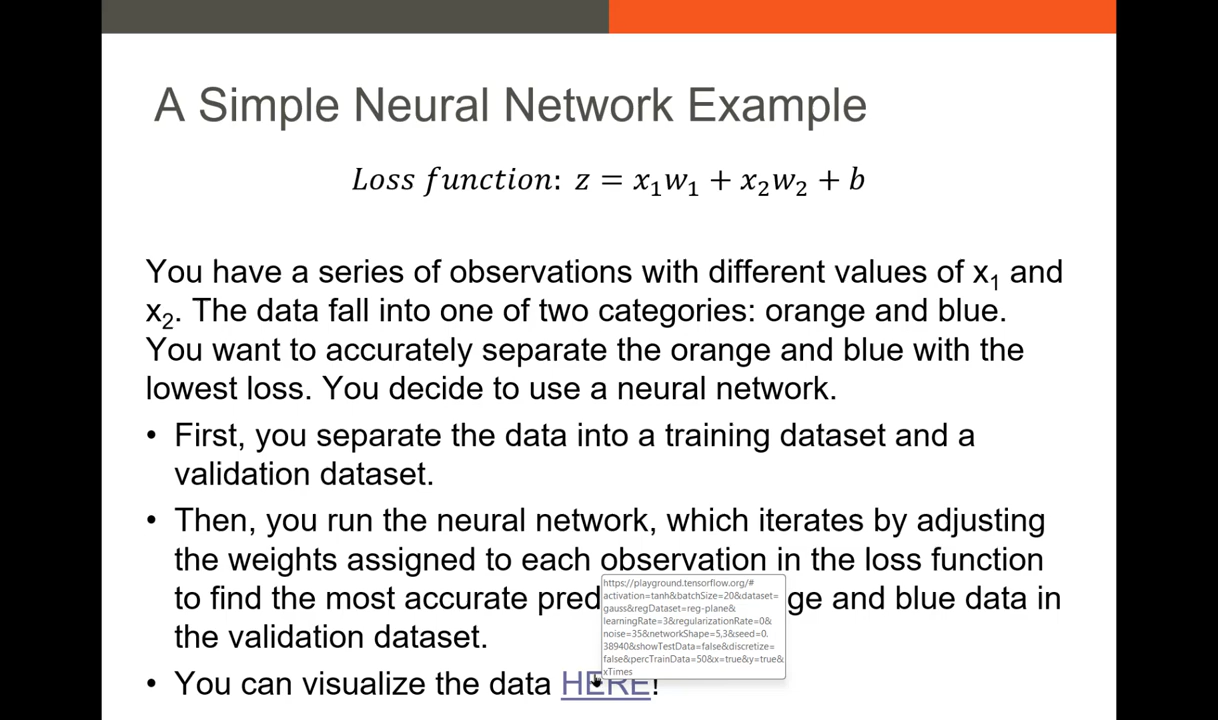 A Simple Neural Network Example
Loss function: z = x₁w₁ + x₂w₂ + b
You have a series of observations with different values of x₁ and
x₂. The data fall into one of two categories: orange and blue.
You want to accurately separate the orange and blue with the
lowest loss. You decide to use a neural network.
• First, you separate the data into a training dataset and a
validation dataset.
• Then, you run the neural network, which iterates by adjusting
the weights assigned to each observation in the loss function
to find the most accurate pred ge and blue data in
the validation dataset.
• You can visualize the data HERE!
https://playground.tensorflow.org/#
activation=tanh&batchSize=20&dataset=
gauss&regDataset=reg-plane&
learningRate=3&regularizationRate=0&
noise=35&networkShape=5,3&seed=0.
38940&showTestData=false&discretize=
false&percTrainData=50&x=true&y=true&
xTimes